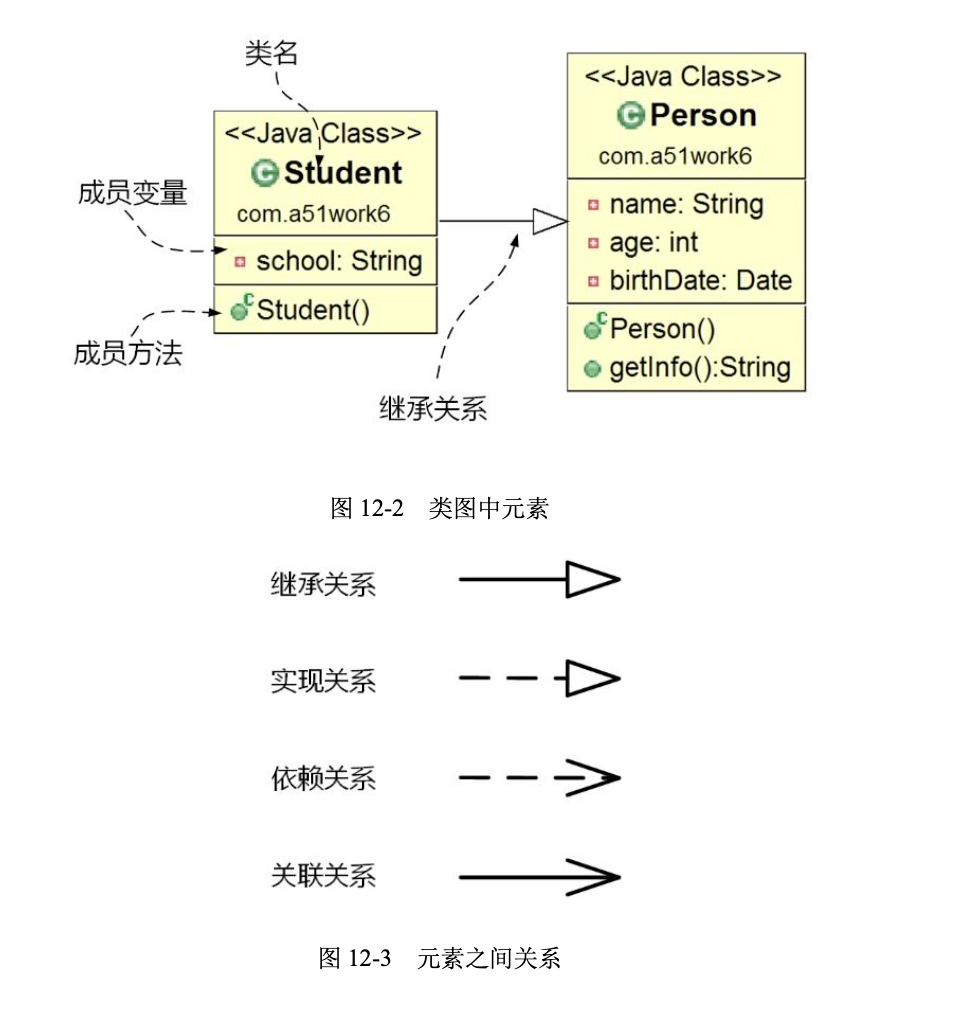 类名
<<Java Class>>
Student
com.a51work6
成员变量
school: String
Student()
成员方法
继承关系
<<Java Class>>
Person
com.a51work6
name: String
age: int
birthDate: Date
Person()
getInfo():String
图 12-2 类图中元素
继承关系
实现关系
依赖关系
关联关系
图 12-3 元素之间关系